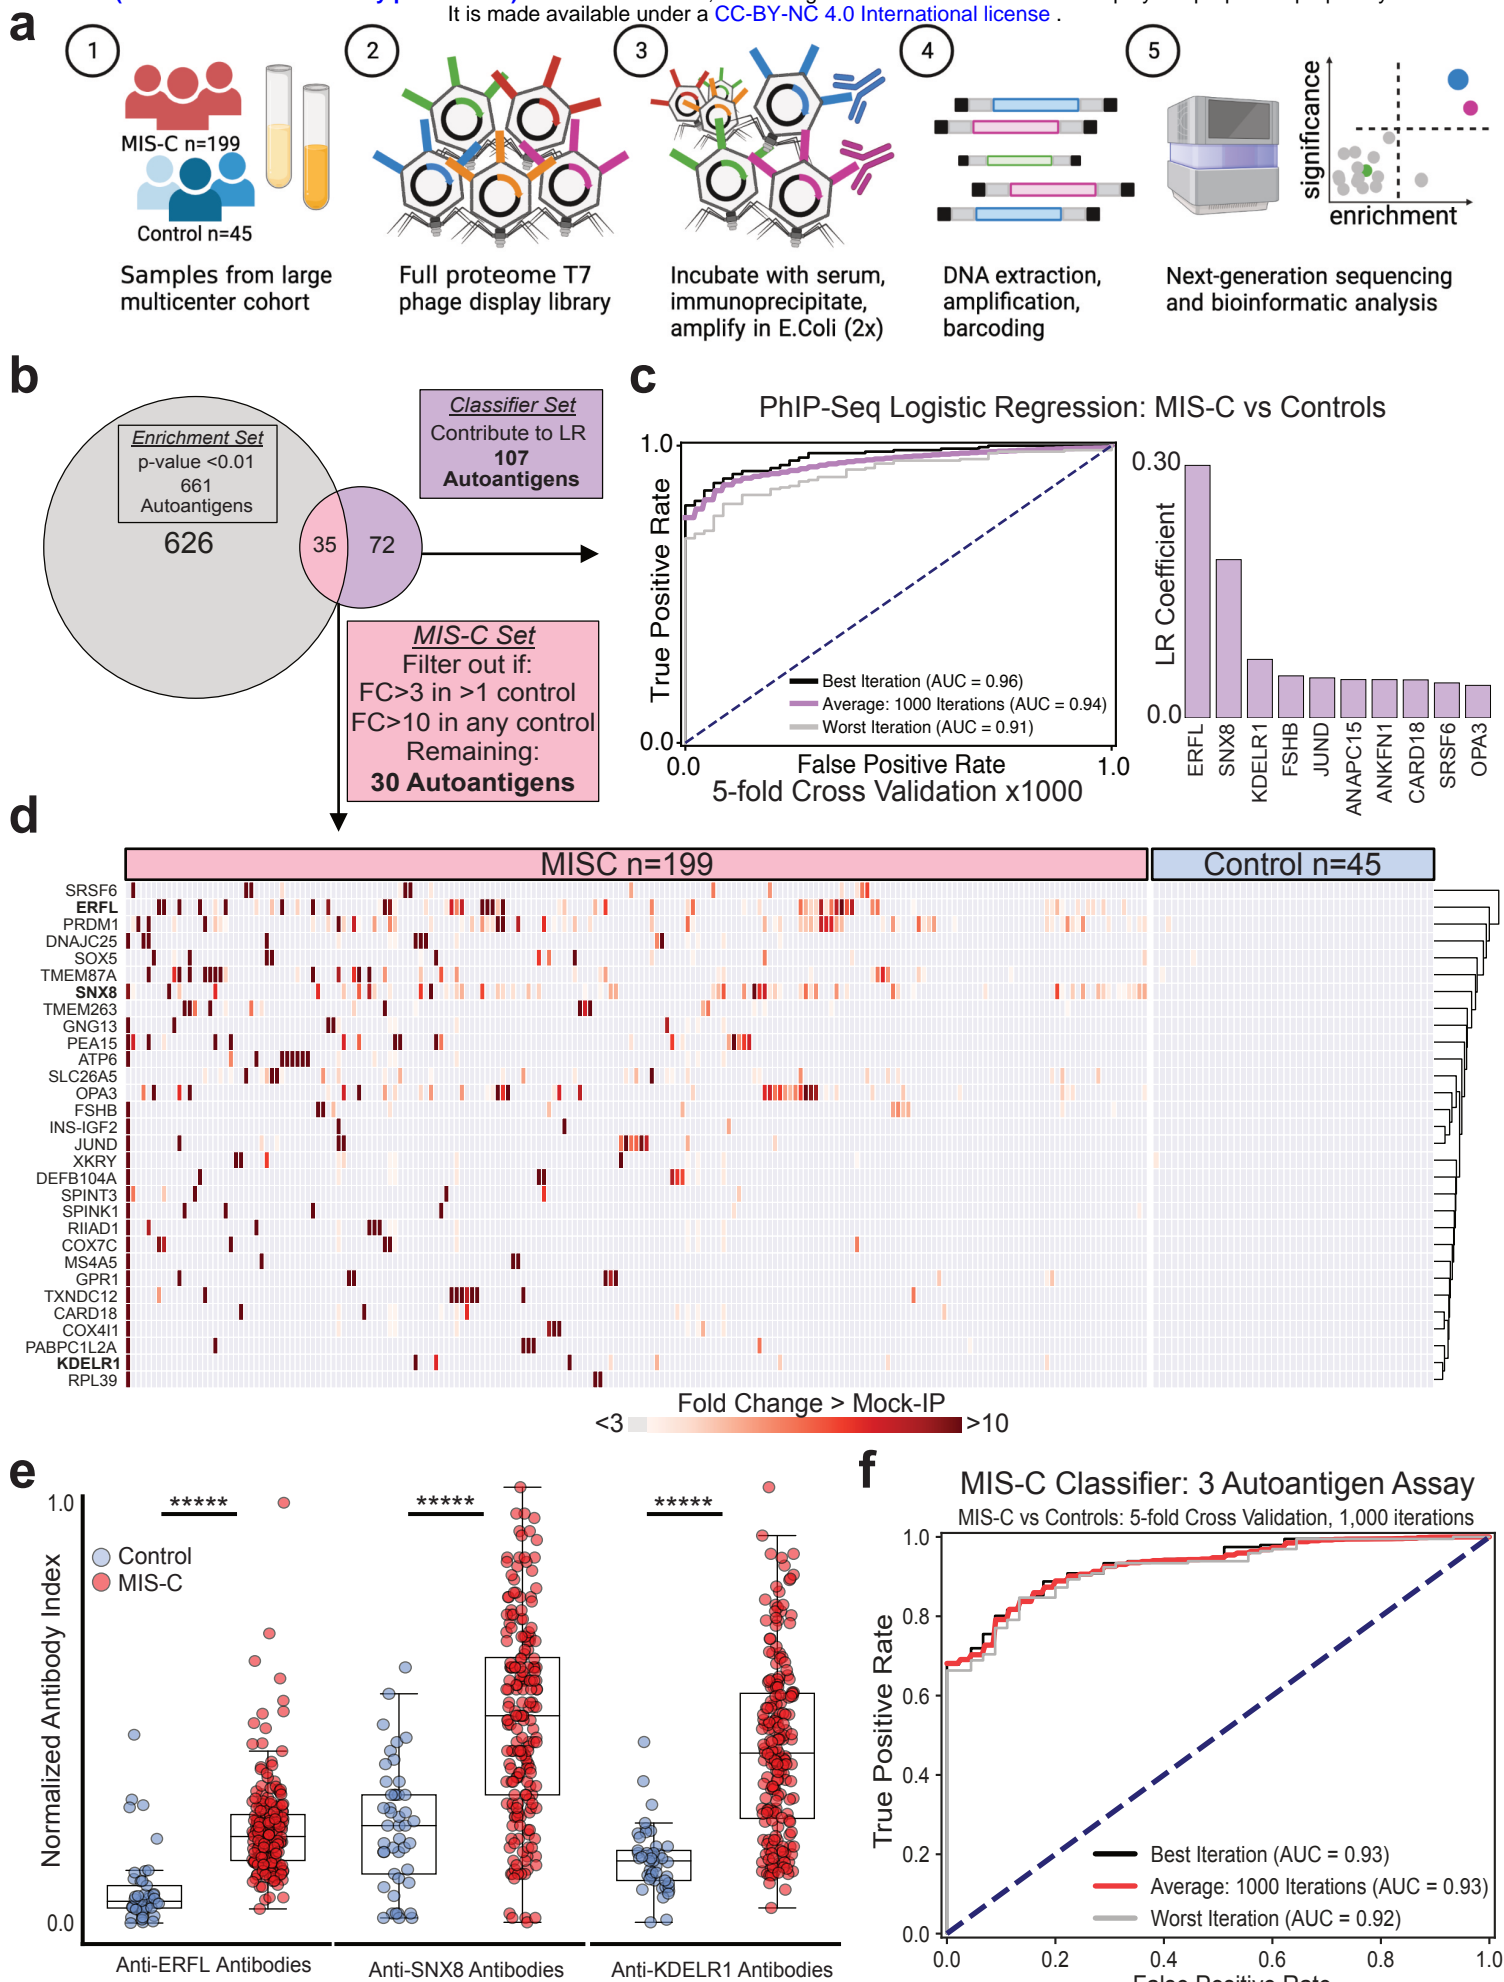 It is made available under a CC-BY-NC 4.0 International license .
a
1
2
3
4
5
MIS-C n=199
Control n=45
significance
enrichment
Samples from large
multicenter cohort
Full proteome T7
phage display library
Incubate with serum,
immunoprecipitate,
amplify in E.Coli (2x)
DNA extraction,
amplification,
barcoding
Next-generation sequencing
and bioinformatic analysis
b
Enrichment Set
p-value <0.01
661
Autoantigens
626
35
72
Classifier Set
Contribute to LR
107
Autoantigens
MIS-C Set
Filter out if:
FC>3 in >1 control
FC>10 in any control
Remaining:
30 Autoantigens
c
PhIP-Seq Logistic Regression: MIS-C vs Controls
1.0
True Positive Rate
0.0
Best Iteration (AUC = 0.96)
Average: 1000 Iterations (AUC = 0.94)
Worst Iteration (AUC = 0.91)
0.0
False Positive Rate
1.0
5-fold Cross Validation x1000
0.30
LR Coefficient
0.0
ERFL
SNX8
KDELR1
FSHB
JUND
ANAPC15
ANKFN1
CARD18
SRSF6
OPA3
d
MISC n=199
Control n=45
SRSF6
ERFL
PRDM1
DNAJC25
SOX5
TMEM87A
SNX8
TMEM263
GNG13
PEA15
ATP6
SLC26A5
OPA3
FSHB
INS-IGF2
JUND
XKRY
DEFB104A
SPINT3
SPINK1
RIIAD1
COX7C
MS4A5
GPR1
TXNDC12
CARD18
COX4I1
PABPC1L2A
KDELR1
RPL39
Fold Change > Mock-IP
<3
>10
e
1.0
Normalized Antibody Index
0.0
Control
MIS-C
*****
*****
*****
Anti-ERFL Antibodies
Anti-SNX8 Antibodies
Anti-KDELR1 Antibodies
f
MIS-C Classifier: 3 Autoantigen Assay
MIS-C vs Controls: 5-fold Cross Validation, 1,000 iterations
1.0
0.8
0.6
0.4
0.2
0.0
True Positive Rate
Best Iteration (AUC = 0.93)
Average: 1000 Iterations (AUC = 0.93)
Worst Iteration (AUC = 0.92)
0.0
0.2
0.4
0.6
0.8
1.0
False Positive Rate